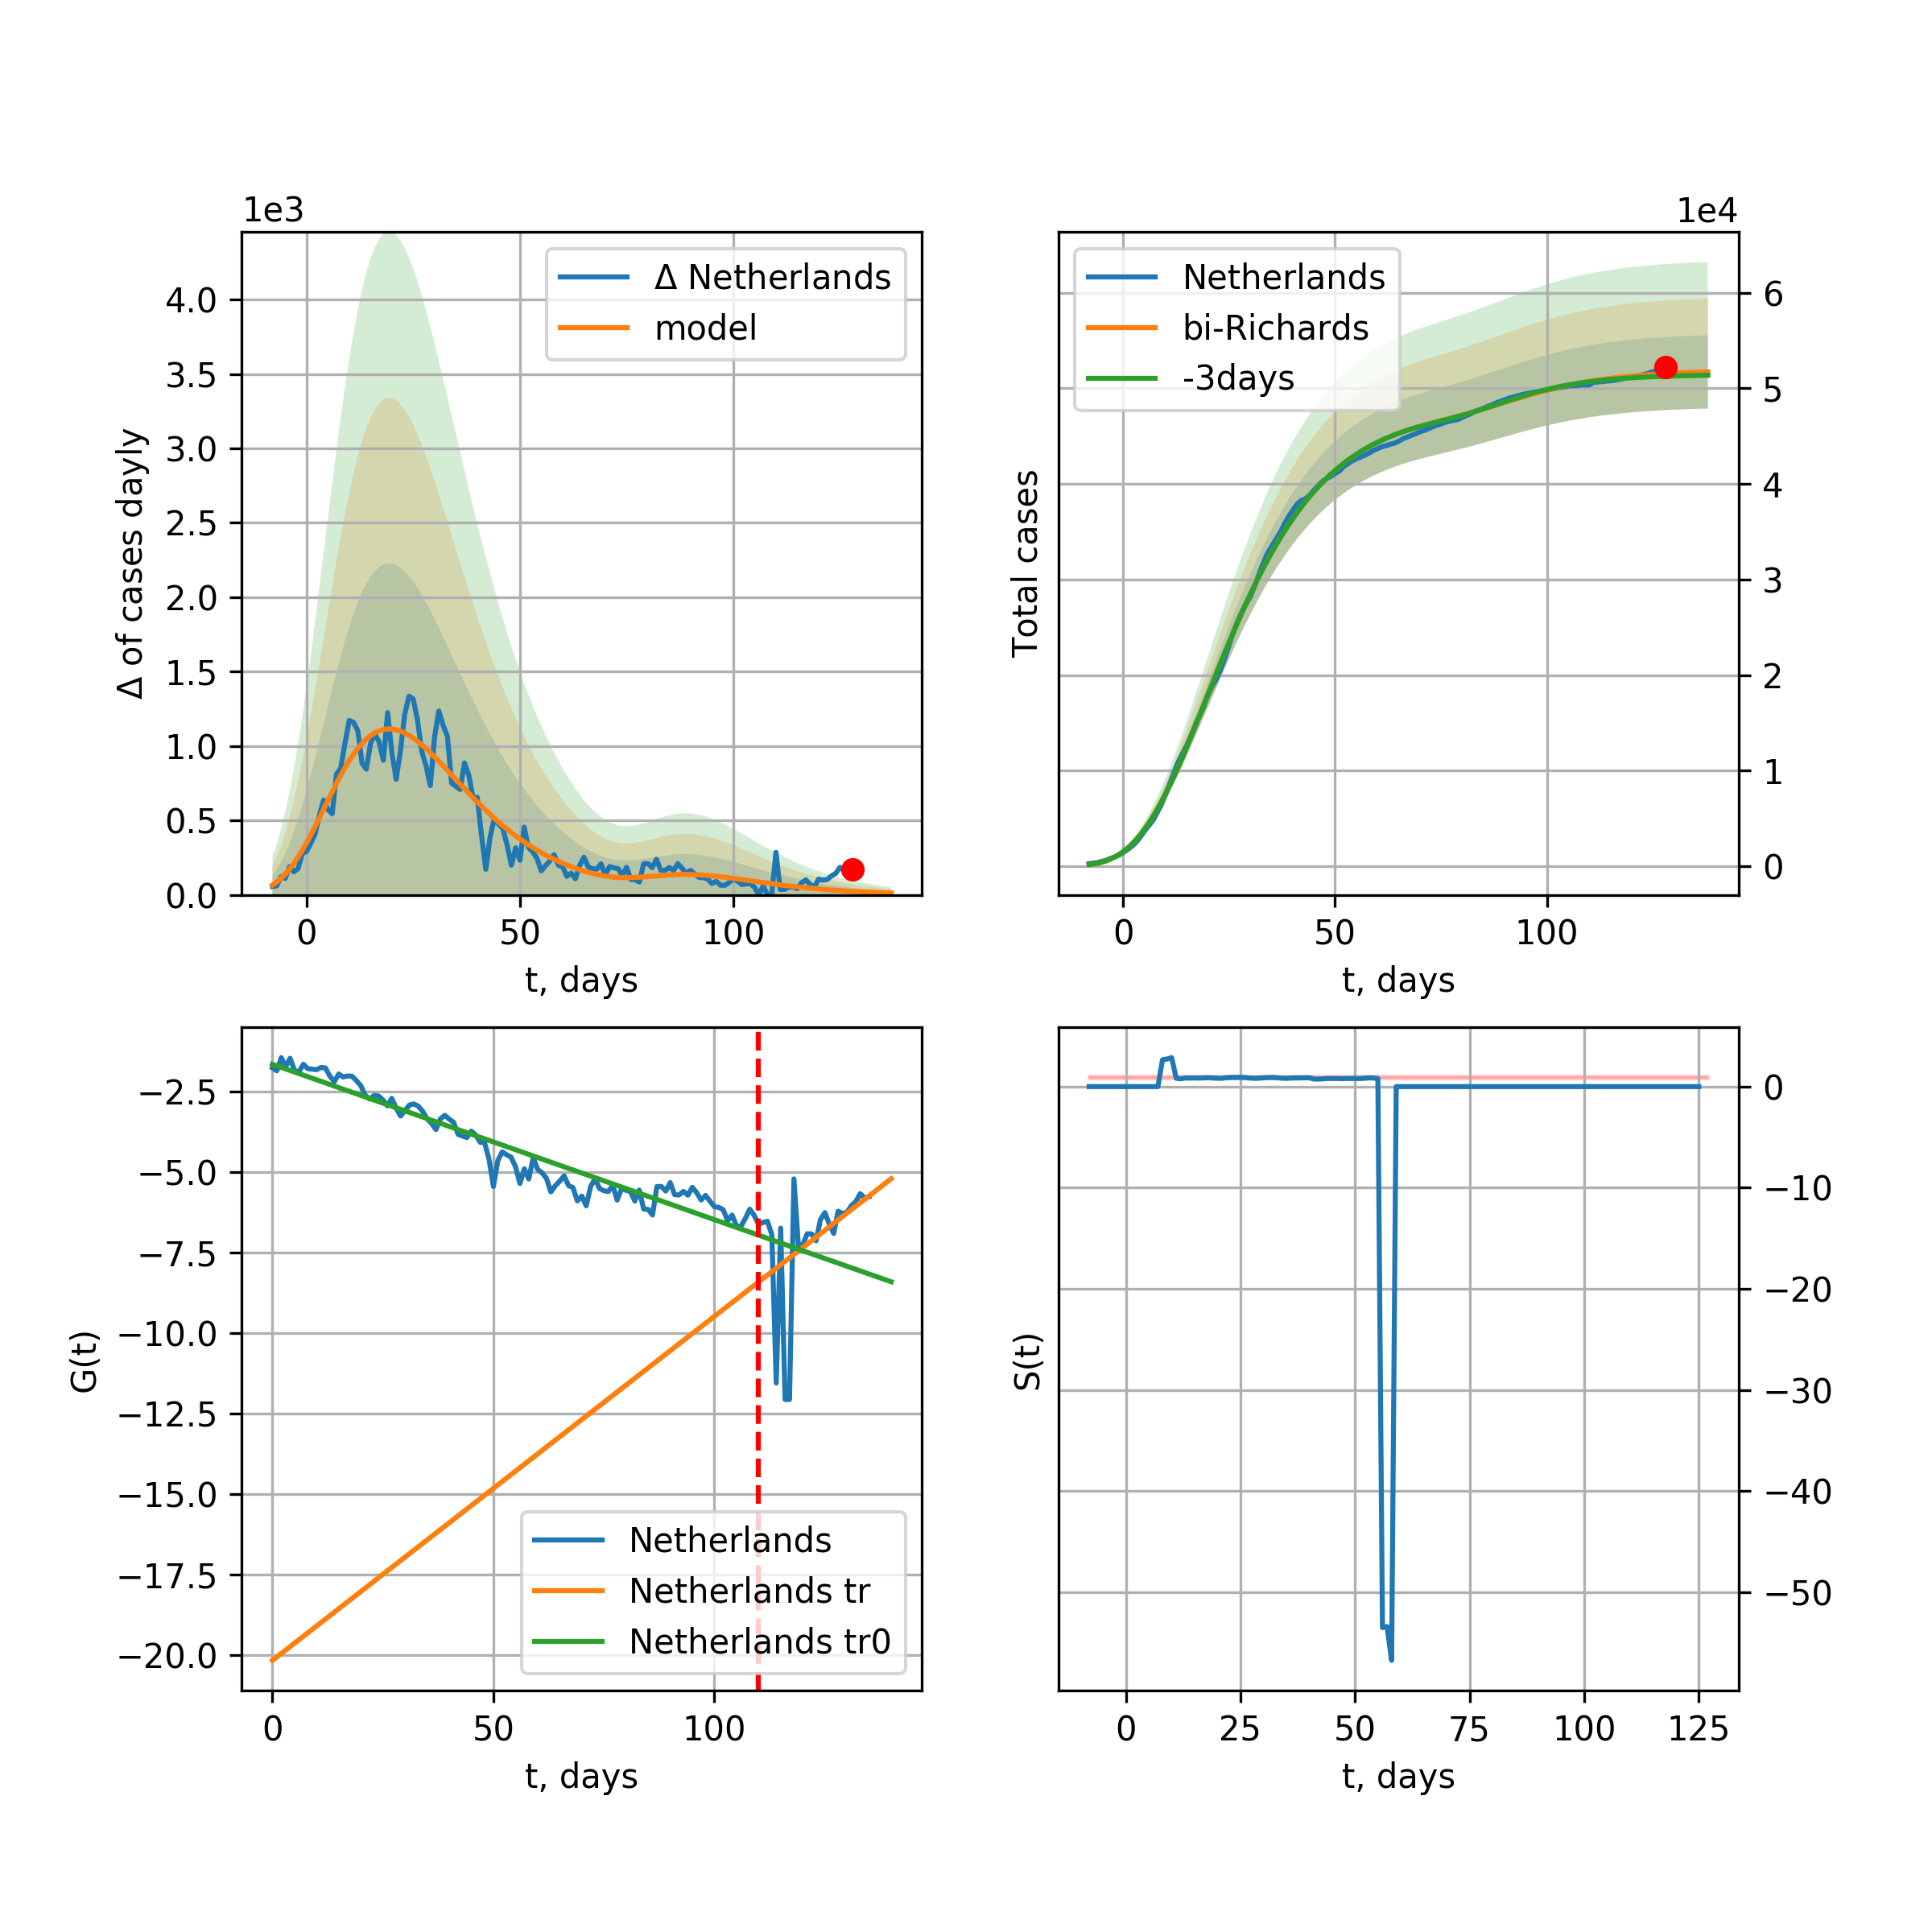 1e3
Δ of cases dayly
4.0
3.5
3.0
2.5
2.0
1.5
1.0
0.5
0.0
0 50 100
t, days
Δ Netherlands
model
1e4
Total cases
6
5
4
3
2
1
0
0 50 100
t, days
Netherlands
bi-Richards
-3days
G(t)
−2.5
−5.0
−7.5
−10.0
−12.5
−15.0
−17.5
−20.0
0 50 100
t, days
Netherlands
Netherlands tr
Netherlands tr0
S(t)
0
−10
−20
−30
−40
−50
0 25 50 75 100 125
t, days